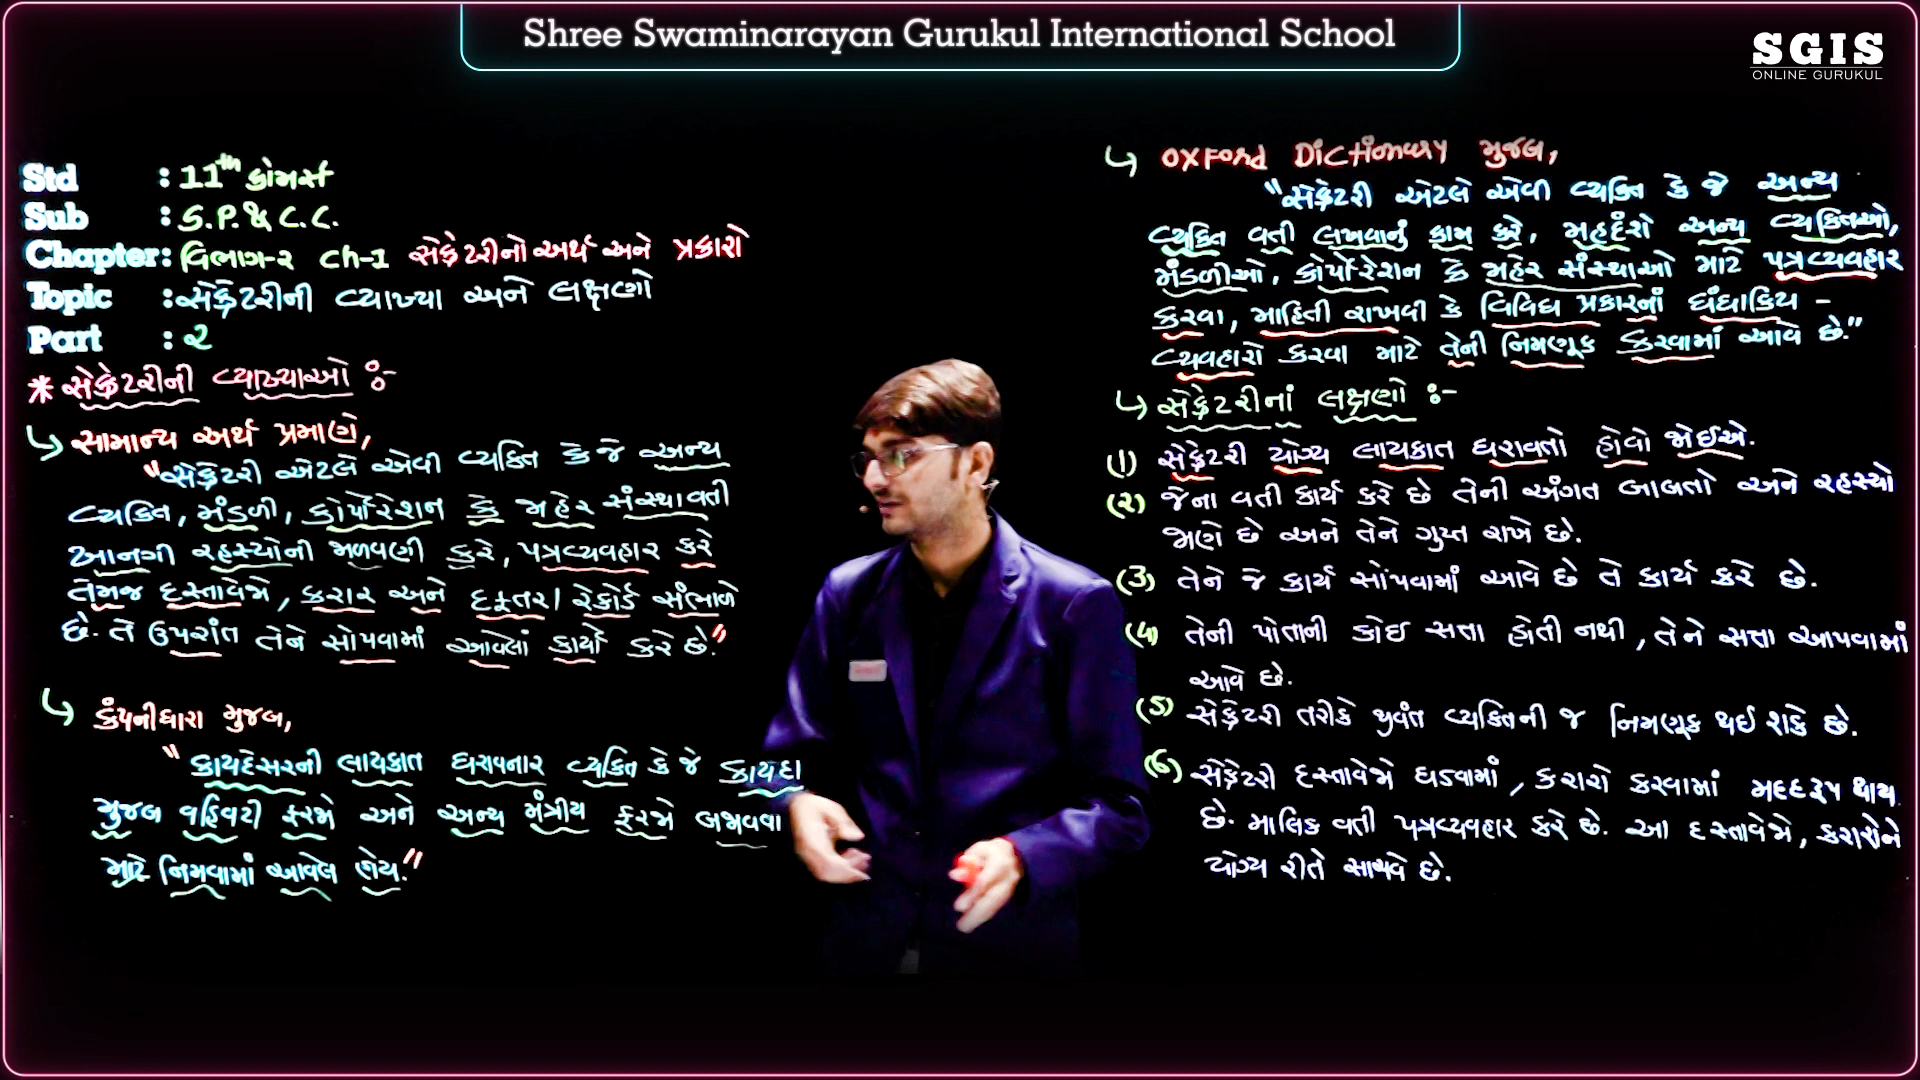 Shree Swaminarayan Gurukul International School
SGIS
ONLINE GURUKUL
Std : 11th કોમર્સ
Sub : S.P. & C.C.
Chapter: વિભાગ-૨ Ch-1 સેક્રેટરીનો અર્થ અને પ્રકારો
Topic :સેક્રેટરીની વ્યાખ્યા અને લક્ષણો
Part : ૨
* સેક્રેટરીની વ્યાખ્યાઓ :-
↳ સામાન્ય અર્થ પ્રમાણે,
"સેક્રેટરી એટલે એવી વ્યક્તિ કે જે અન્ય
વ્યક્તિ, મંડળી, કોર્પોરેશન કે જાહેર સંસ્થાવતી
ખાનગી રહસ્યોની જાળવણી કરે, પત્રવ્યવહાર કરે
તેમજ દસ્તાવેજો, કરાર અને દફતર/ રેકોર્ડ સંભાળે
છે. તે ઉપરાંત તેને સોંપવામાં આવેલાં કાર્યો કરે છે."
↳ કંપનીધારા મુજબ,
"કાયદેસરની લાયકાત ધરાવનાર વ્યક્તિ કે જે કાયદા
મુજબ વહિવટી ફરજો અને અન્ય મંત્રીય ફરજો બજાવવા
માટે નિમવામાં આવેલ હોય."
↳ Oxford Dictionary મુજબ,
"સેક્રેટરી એટલે એવી વ્યક્તિ કે જે અન્ય
વ્યક્તિ વતી લખવાનું કામ કરે, મહદંશે અન્ય વ્યક્તિઓ,
મંડળીઓ, કોર્પોરેશન કે જાહેર સંસ્થાઓ માટે પત્રવ્યવહાર
કરવા, માહિતી રાખવી કે વિવિધ પ્રકારનાં ધંધાકિય -
વ્યવહારો કરવા માટે તેની નિમણૂક કરવામાં આવે છે."
↳ સેક્રેટરીનાં લક્ષણો :-
(1) સેક્રેટરી યોગ્ય લાયકાત ધરાવતો હોવો જોઈએ.
(૨) જેના વતી કાર્ય કરે છે તેની અંગત બાબતો અને રહસ્યો
જાણે છે અને તેને ગુપ્ત રાખે છે.
(૩) તેને જે કાર્ય સોંપવામાં આવે છે તે કાર્ય કરે છે.
(4) તેની પોતાની કોઈ સત્તા હોતી નથી, તેને સત્તા આપવામાં
આવે છે.
(5) સેક્રેટરી તરીકે જીવંત વ્યક્તિની જ નિમણૂક થઈ શકે છે.
(6) સેક્રેટરી દસ્તાવેજો ઘડવામાં, કરારો કરવામાં મદદરૂપ થાય
છે. માલિક વતી પત્રવ્યવહાર કરે છે. આ દસ્તાવેજો, કરારોને
યોગ્ય રીતે સાચવે છે.